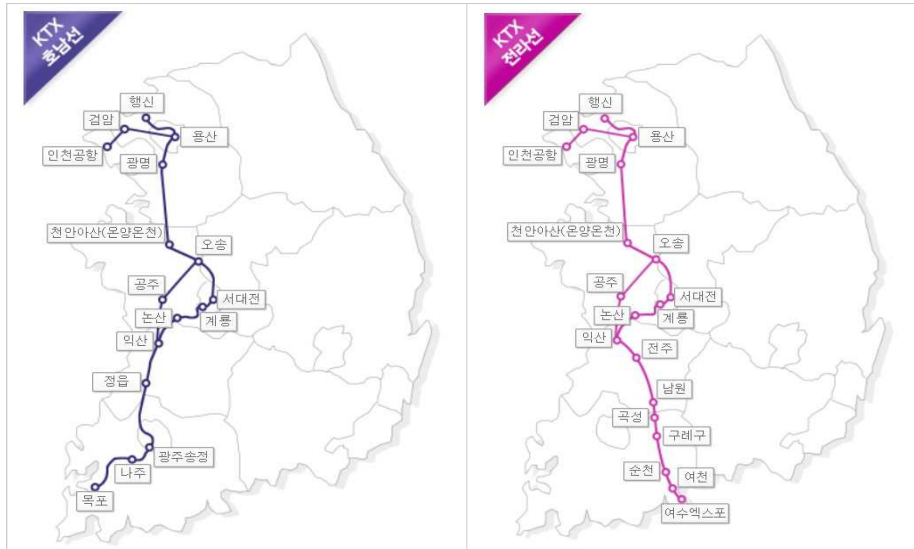 KTX
호남선
행신
검암
용산
인천공항
광명
천안아산(온양온천)
오송
공주
서대전
논산
계룡
익산
정읍
광주송정
나주
목포
KTX
전라선
행신
검암
용산
인천공항
광명
천안아산(온양온천)
오송
공주
서대전
논산
계룡
익산
전주
남원
곡성
구례구
순천
여천
여수엑스포